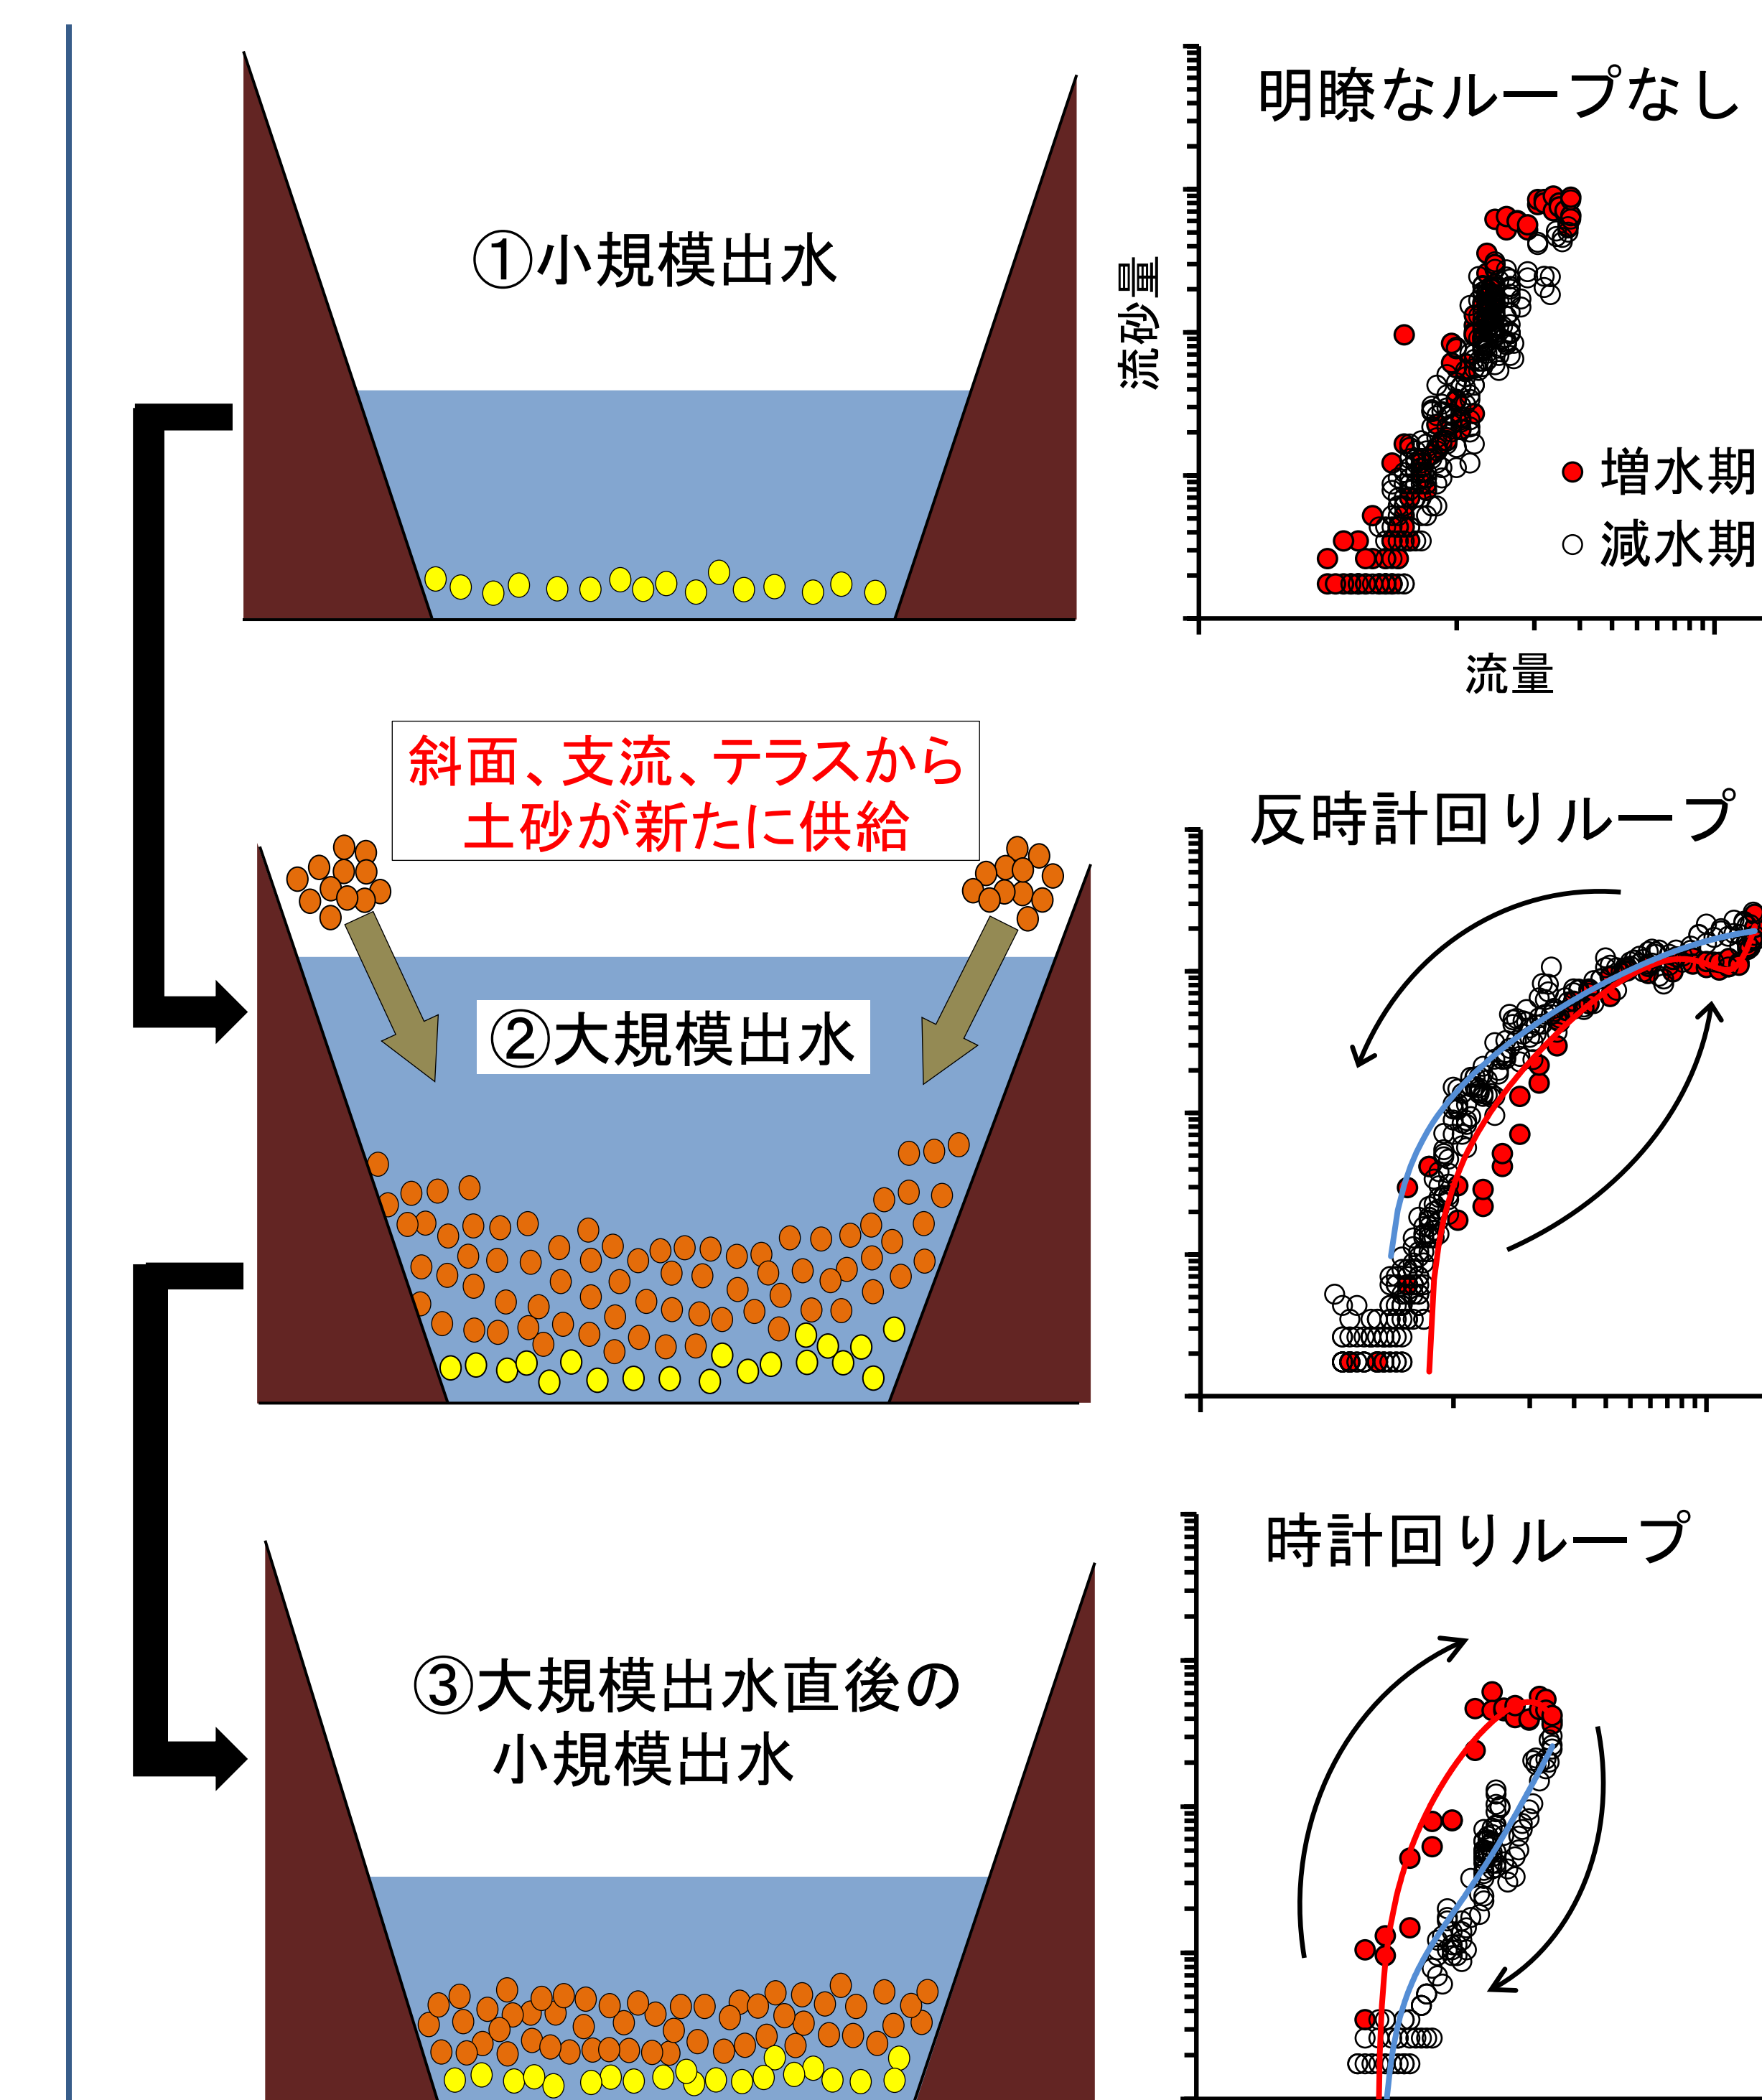 明瞭なループなし
①小規模出水
流砂量
増水期
減水期
流量
斜面、支流、テラスから
土砂が新たに供給
反時計回りループ
②大規模出水
時計回りループ
③大規模出水直後の
小規模出水